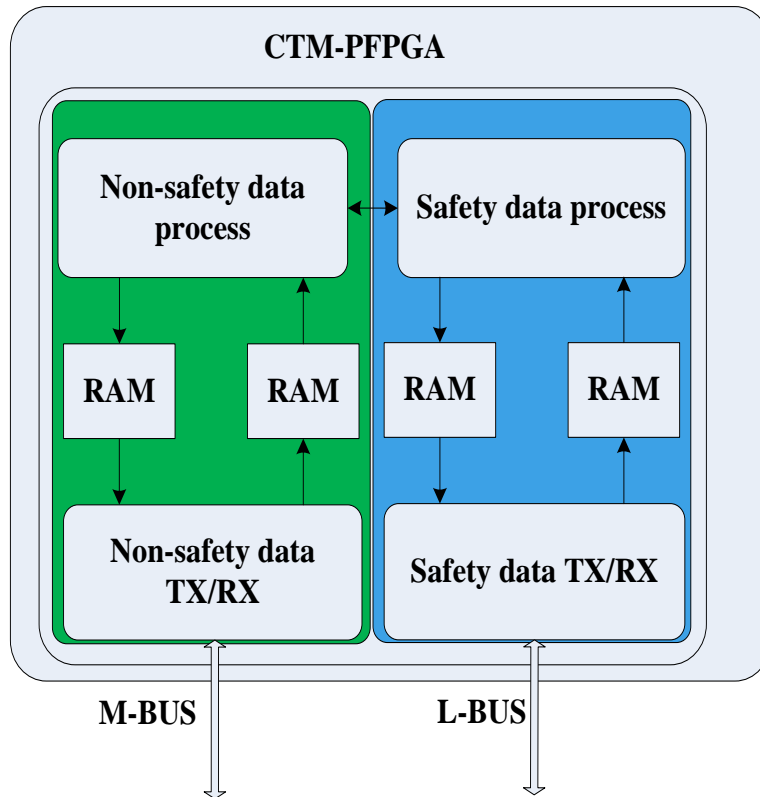 CTM-PFPGA
Non-safety data
process
Safety data process
RAM
RAM
RAM
RAM
Non-safety data
TX/RX
Safety data TX/RX
M-BUS
L-BUS